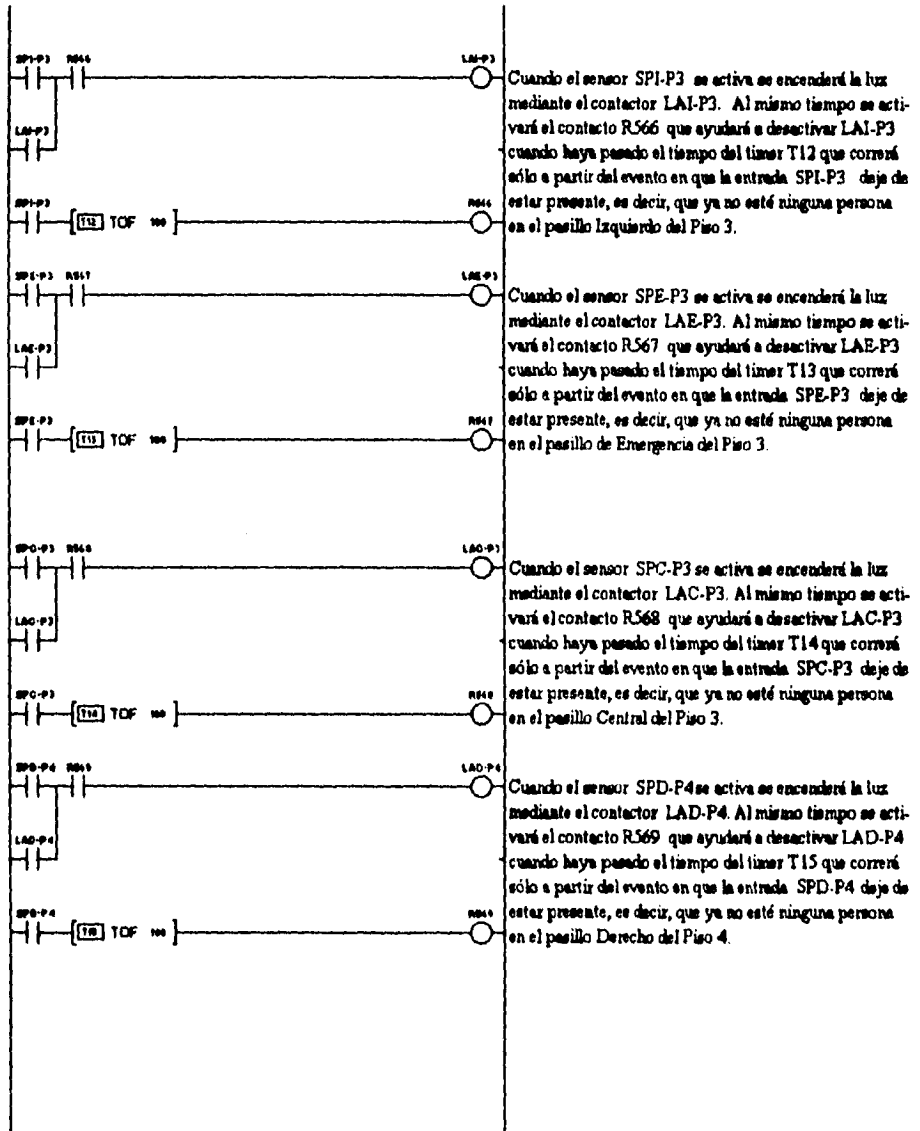 SPI-P3 R566 LAI-P3
Cuando el sensor SPI-P3 se activa se encenderá la luz
mediante el contactor LAI-P3. Al mismo tiempo se acti-
LAI-P3
vará el contacto R566 que ayudará a desactivar LAI-P3
cuando haya pasado el tiempo del timer T12 que correrá
sólo a partir del evento en que la entrada SPI-P3 deje de
SPI-P3 R566
estar presente, es decir, que ya no esté ninguna persona
T12 TOF
en el pasillo Izquierdo del Piso 3.
SPE-P3 R567 LAE-P3
Cuando el sensor SPE-P3 se activa se encenderá la luz
mediante el contactor LAE-P3. Al mismo tiempo se acti-
LAE-P3
vará el contacto R567 que ayudará a desactivar LAE-P3
cuando haya pasado el tiempo del timer T13 que correrá
sólo a partir del evento en que la entrada SPE-P3 deje de
SPE-P3 R567
estar presente, es decir, que ya no esté ninguna persona
T13 TOF
en el pasillo de Emergencia del Piso 3.
SPC-P3 R568 LAC-P3
Cuando el sensor SPC-P3 se activa se encenderá la luz
mediante el contactor LAC-P3. Al mismo tiempo se acti-
vará el contacto R568 que ayudará a desactivar LAC-P3
LAC-P3
cuando haya pasado el tiempo del timer T14 que correrá
sólo a partir del evento en que la entrada SPC-P3 deje de
SPC-P3 R568
estar presente, es decir, que ya no esté ninguna persona
T14 TOF
en el pasillo Central del Piso 3.
SPD-P4 R569 LAD-P4
Cuando el sensor SPD-P4 se activa se encenderá la luz
mediante el contactor LAD-P4. Al mismo tiempo se acti-
vará el contacto R569 que ayudará a desactivar LAD-P4
LAD-P4
cuando haya pasado el tiempo del timer T15 que correrá
sólo a partir del evento en que la entrada SPD-P4 deje de
SPD-P4 R569
estar presente, es decir, que ya no esté ninguna persona
TOF
en el pasillo Derecho del Piso 4.